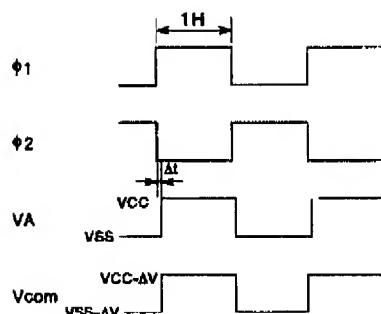 1H
ϕ1
ϕ2
Δt
VCC
VA
VSS
VCC-ΔV
Vcom
VSS-ΔV